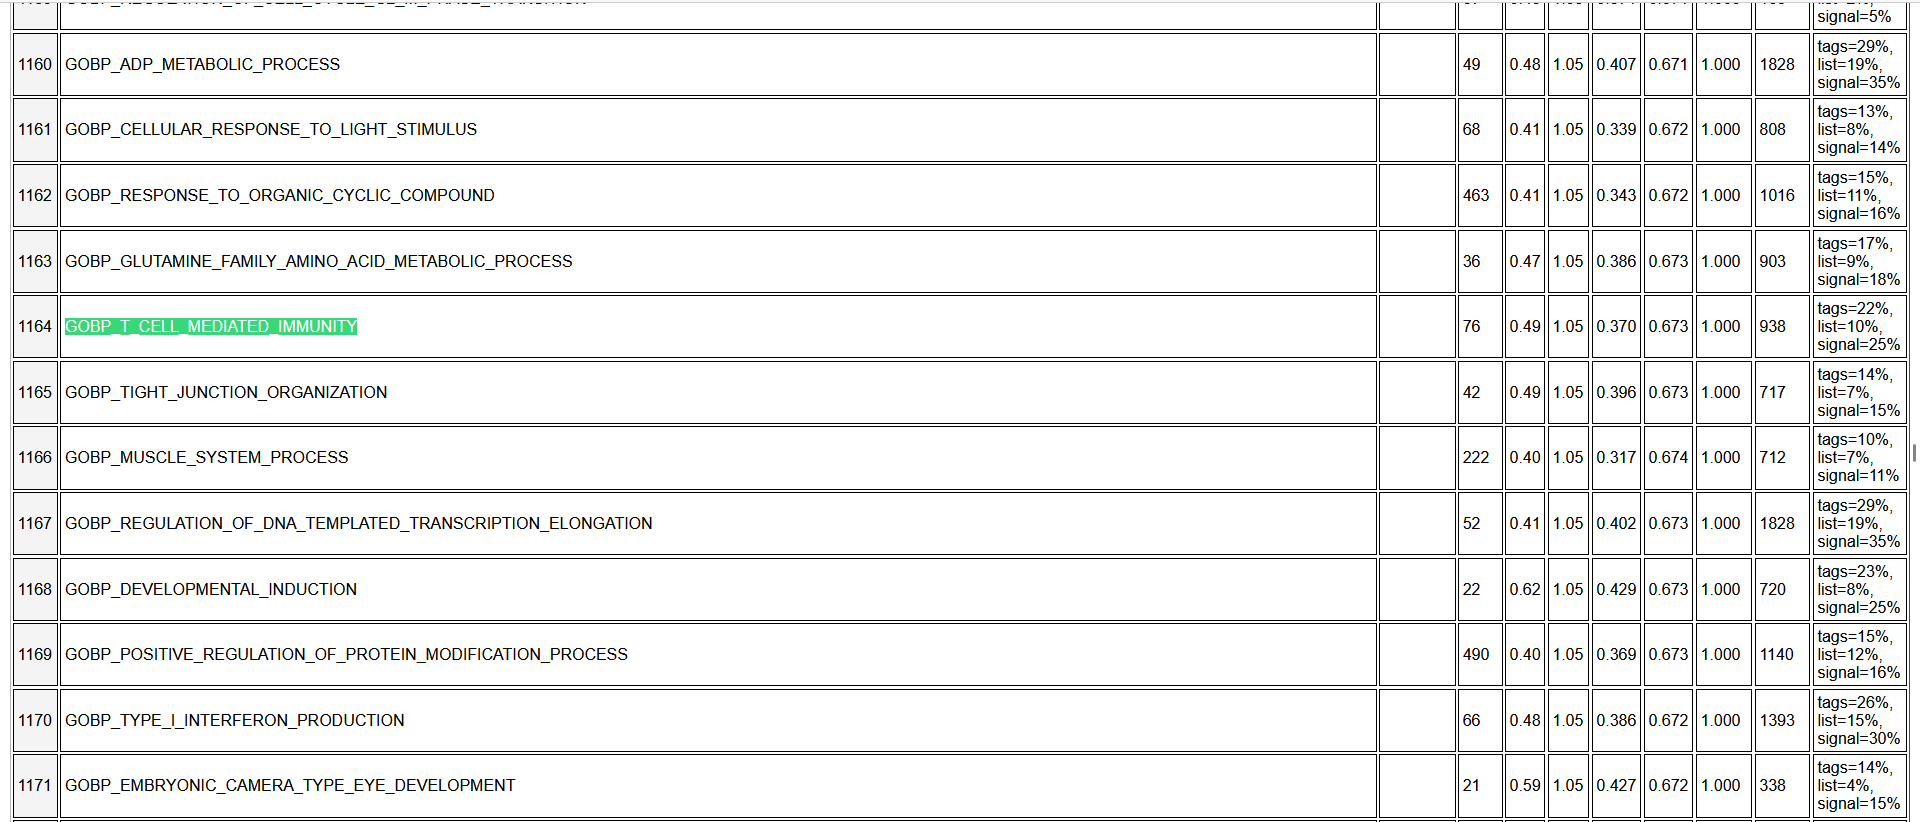 signal=5%
1160 GOBP_ADP_METABOLIC_PROCESS 49 0.48 1.05 0.407 0.671 1.000 1828 tags=29%, list=19%, signal=35%
1161 GOBP_CELLULAR_RESPONSE_TO_LIGHT_STIMULUS 68 0.41 1.05 0.339 0.672 1.000 808 tags=13%, list=8%, signal=14%
1162 GOBP_RESPONSE_TO_ORGANIC_CYCLIC_COMPOUND 463 0.41 1.05 0.343 0.672 1.000 1016 tags=15%, list=11%, signal=16%
1163 GOBP_GLUTAMINE_FAMILY_AMINO_ACID_METABOLIC_PROCESS 36 0.47 1.05 0.386 0.673 1.000 903 tags=17%, list=9%, signal=18%
1164 GOBP_T_CELL_MEDIATED_IMMUNITY 76 0.49 1.05 0.370 0.673 1.000 938 tags=22%, list=10%, signal=25%
1165 GOBP_TIGHT_JUNCTION_ORGANIZATION 42 0.49 1.05 0.396 0.673 1.000 717 tags=14%, list=7%, signal=15%
1166 GOBP_MUSCLE_SYSTEM_PROCESS 222 0.40 1.05 0.317 0.674 1.000 712 tags=10%, list=7%, signal=11%
1167 GOBP_REGULATION_OF_DNA_TEMPLATED_TRANSCRIPTION_ELONGATION 52 0.41 1.05 0.402 0.673 1.000 1828 tags=29%, list=19%, signal=35%
1168 GOBP_DEVELOPMENTAL_INDUCTION 22 0.62 1.05 0.429 0.673 1.000 720 tags=23%, list=8%, signal=25%
1169 GOBP_POSITIVE_REGULATION_OF_PROTEIN_MODIFICATION_PROCESS 490 0.40 1.05 0.369 0.673 1.000 1140 tags=15%, list=12%, signal=16%
1170 GOBP_TYPE_I_INTERFERON_PRODUCTION 66 0.48 1.05 0.386 0.672 1.000 1393 tags=26%, list=15%, signal=30%
1171 GOBP_EMBRYONIC_CAMERA_TYPE_EYE_DEVELOPMENT 21 0.59 1.05 0.427 0.672 1.000 338 tags=14%, list=4%, signal=15%